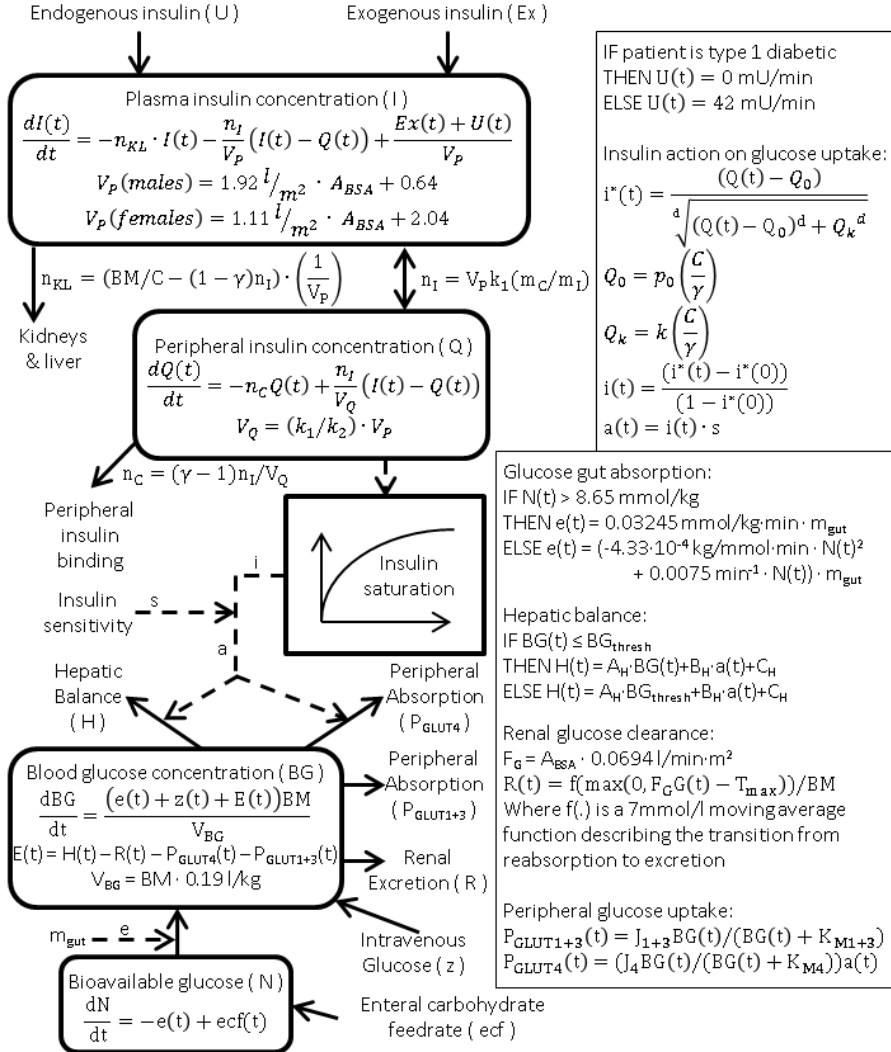 Endogenous insulin ( U )
Exogenous insulin ( Ex )
Plasma insulin concentration ( I )
dI(t)/dt = −n_KL · I(t) − n_I/V_P (I(t) − Q(t)) + (Ex(t) + U(t))/V_P
V_P(males) = 1.92 l/m² · A_BSA + 0.64
V_P(females) = 1.11 l/m² · A_BSA + 2.04
n_KL = (BM/C − (1 − γ)n_I) · (1/V_P)
n_I = V_P k_1(m_C/m_I)
Kidneys
& liver
Peripheral insulin concentration ( Q )
dQ(t)/dt = −n_C Q(t) + n_I/V_Q (I(t) − Q(t))
V_Q = (k_1/k_2) · V_P
n_C = (γ − 1)n_I/V_Q
Peripheral
insulin
binding
Insulin
saturation
i
Insulin
sensitivity
s
a
Hepatic
Balance
( H )
Peripheral
Absorption
( P_GLUT4 )
Blood glucose concentration ( BG )
dBG/dt = (e(t) + z(t) + E(t))BM/V_BG
E(t) = H(t) − R(t) − P_GLUT4(t) − P_GLUT1+3(t)
V_BG = BM · 0.19 l/kg
Peripheral
Absorption
( P_GLUT1+3 )
Renal
Excretion ( R )
m_gut
e
Intravenous
Glucose ( z )
Bioavailable glucose ( N )
dN/dt = −e(t) + ecf(t)
Enteral carbohydrate
feedrate ( ecf )
IF patient is type 1 diabetic
THEN U(t) = 0 mU/min
ELSE U(t) = 42 mU/min
Insulin action on glucose uptake:
i*(t) = (Q(t) − Q_0)/ᵈ√((Q(t) − Q_0)^d + Q_k^d)
Q_0 = p_0 (C/γ)
Q_k = k (C/γ)
i(t) = (i*(t) − i*(0))/(1 − i*(0))
a(t) = i(t) · s
Glucose gut absorption:
IF N(t) > 8.65 mmol/kg
THEN e(t) = 0.03245 mmol/kg·min · m_gut
ELSE e(t) = (-4.33·10⁻⁴ kg/mmol·min · N(t)²
+ 0.0075 min⁻¹ · N(t)) · m_gut
Hepatic balance:
IF BG(t) ≤ BG_thresh
THEN H(t) = A_H·BG(t)+B_H·a(t)+C_H
ELSE H(t) = A_H·BG_thresh+B_H·a(t)+C_H
Renal glucose clearance:
F_G = A_BSA · 0.0694 l/min·m²
R(t) = f(max(0, F_G G(t) − T_max))/BM
Where f(.) is a 7mmol/l moving average
function describing the transition from
reabsorption to excretion
Peripheral glucose uptake:
P_GLUT1+3(t) = J_1+3 BG(t)/(BG(t) + K_M1+3)
P_GLUT4(t) = (J_4 BG(t)/(BG(t) + K_M4))a(t)